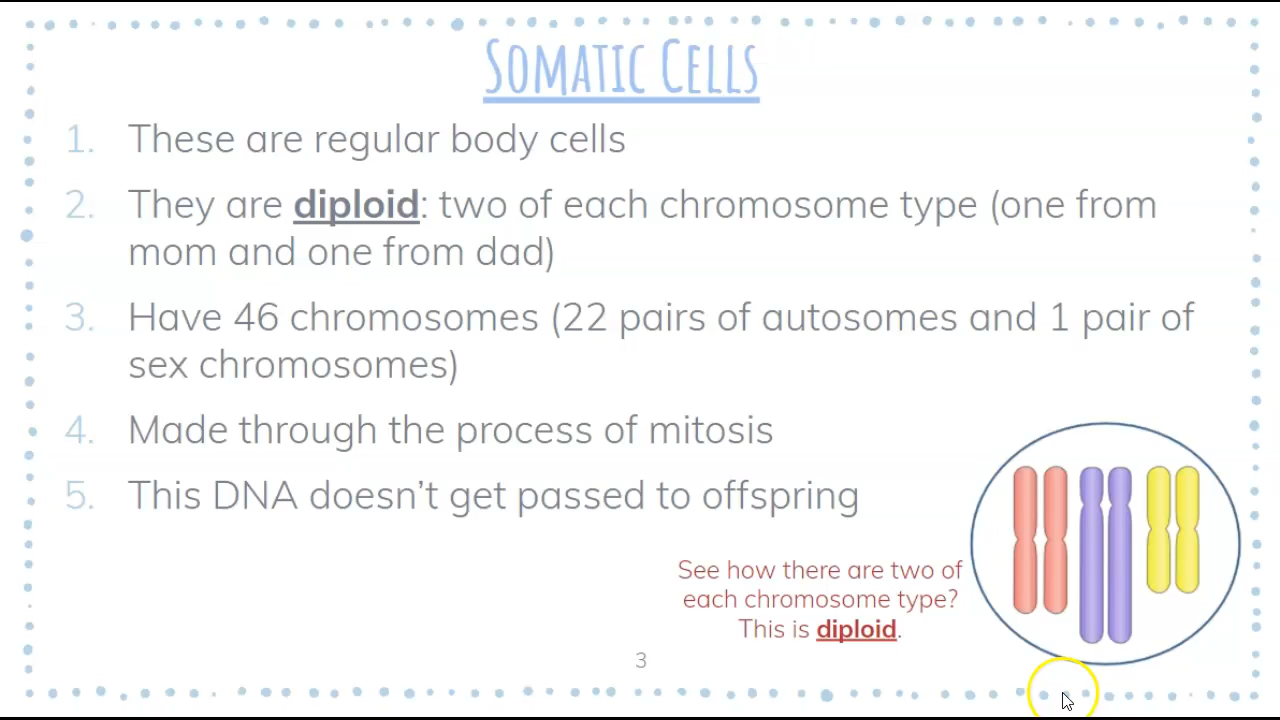 Somatic Cells
1. These are regular body cells
2. They are diploid: two of each chromosome type (one from
mom and one from dad)
3. Have 46 chromosomes (22 pairs of autosomes and 1 pair of
sex chromosomes)
4. Made through the process of mitosis
5. This DNA doesn't get passed to offspring
See how there are two of
each chromosome type?
This is diploid.
3